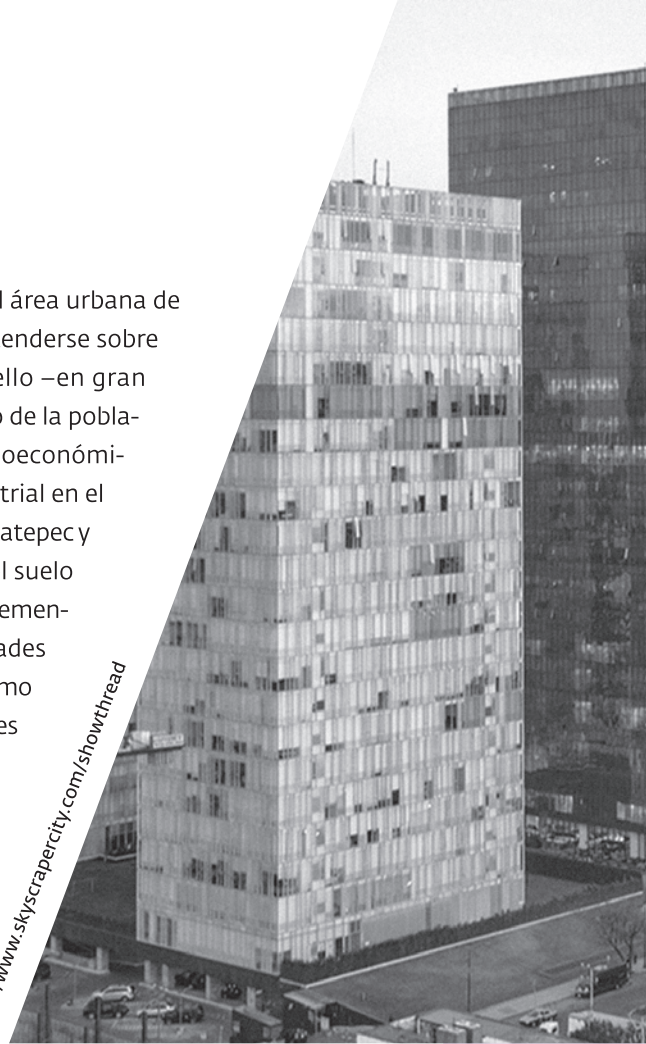 l área urbana de
enderse sobre
ello –en gran
o de la pobla-
oeconómi-
trial en el
atepec y
l suelo
emen-
ades
mo
es
/www.skyscrapercity.com/showthread